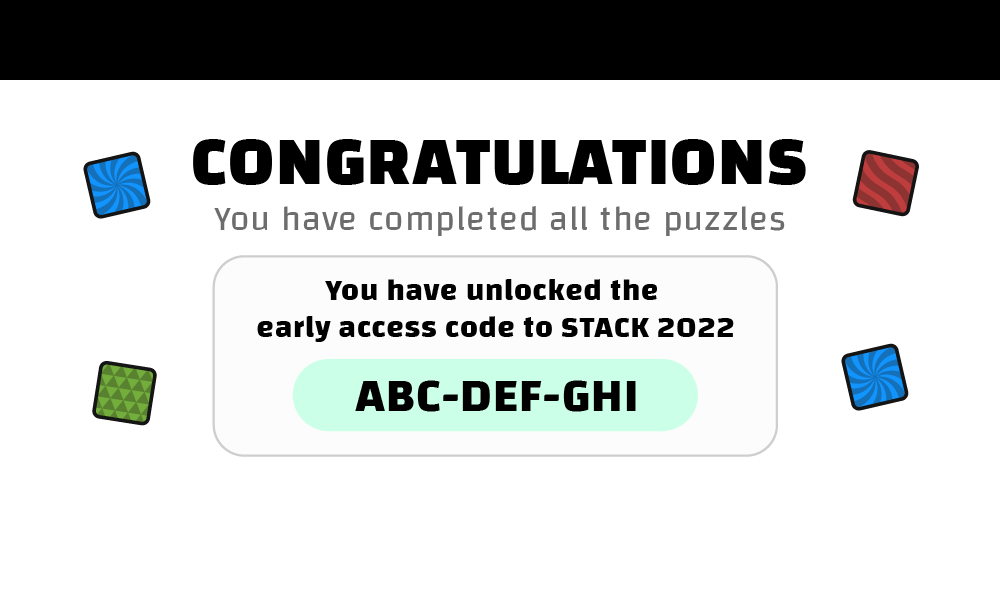 CONGRATULATIONS
You have completed all the puzzles
You have unlocked the
early access code to STACK 2022
ABC-DEF-GHI